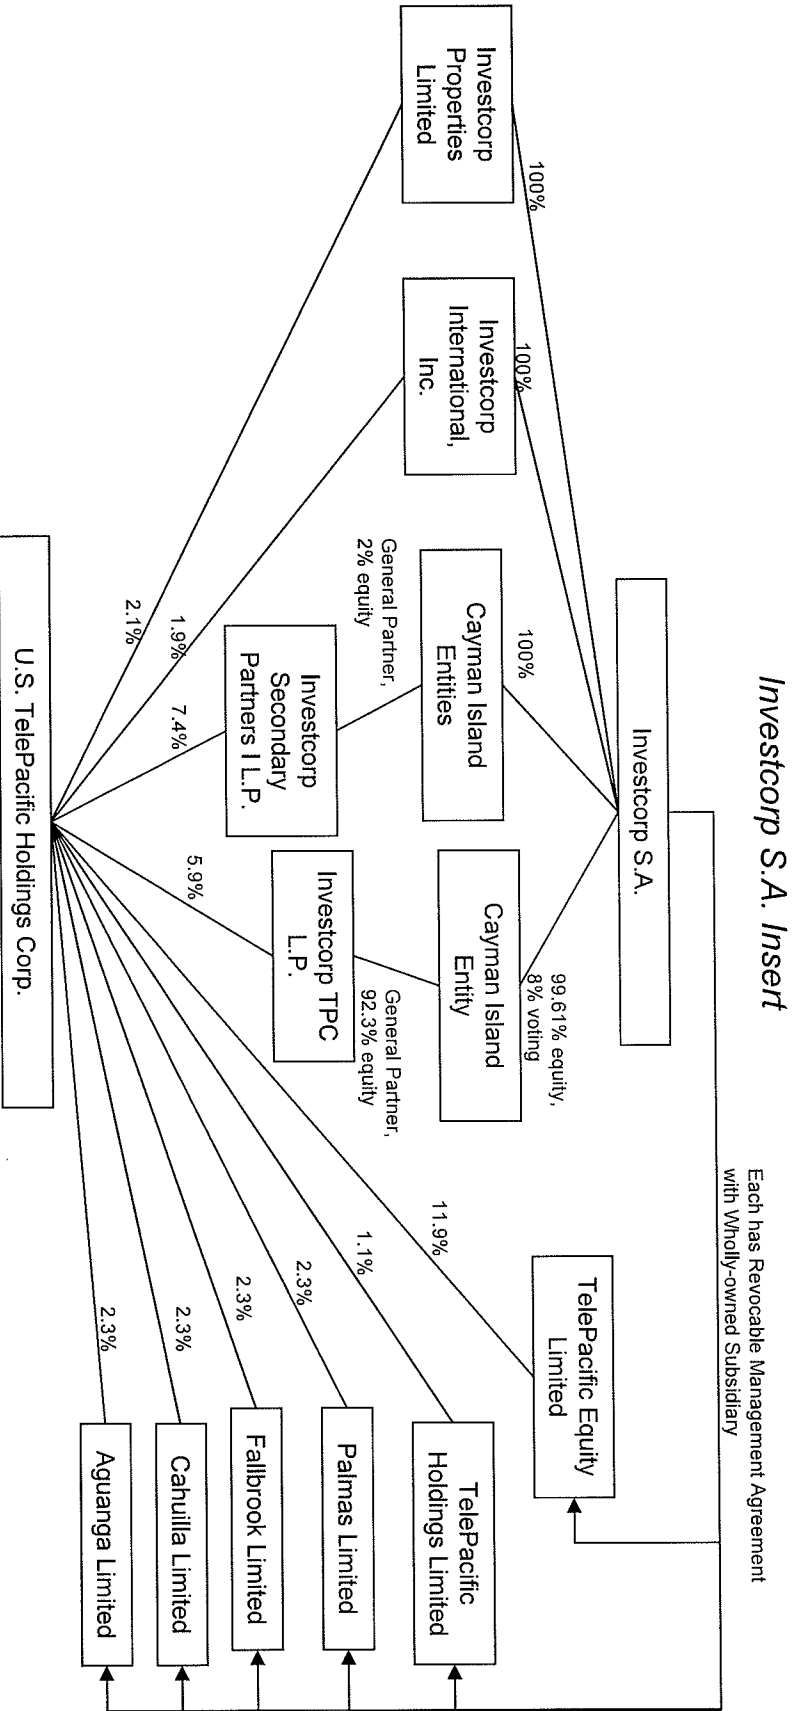 Investcorp S.A. Insert
Each has Revocable Management Agreement
with Wholly-owned Subsidiary
Investcorp S.A.
100%
100%
100%
99.61% equity,
8% voting
Investcorp
Properties
Limited
Investcorp
International,
Inc.
Cayman Island
Entities
Cayman Island
Entity
TelePacific Equity
Limited
General Partner,
2% equity
General Partner,
92.3% equity
Investcorp
Secondary
Partners I L.P.
Investcorp TPC
L.P.
TelePacific
Holdings Limited
Palmas Limited
Fallbrook Limited
Cahuilla Limited
Aguanga Limited
2.1%
1.9%
7.4%
5.9%
11.9%
1.1%
2.3%
2.3%
2.3%
2.3%
U.S. TelePacific Holdings Corp.